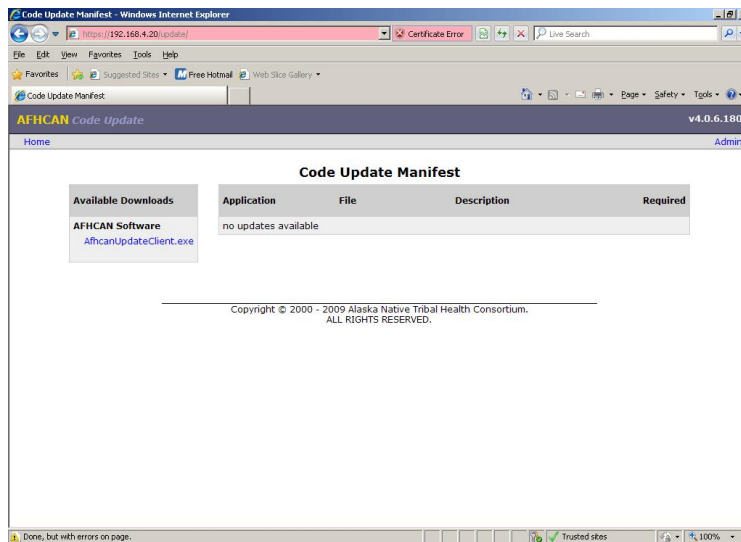 Code Update Manifest - Windows Internet Explorer
https://192.168.4.20/update/
Certificate Error
Live Search
File Edit View Favorites Tools Help
Favorites Suggested Sites Free Hotmail Web Slice Gallery
Code Update Manifest
Page Safety Tools
AFHCAN Code Update v4.0.6.180
Home Admin
Code Update Manifest
Available Downloads
AFHCAN Software
AfhcanUpdateClient.exe
Application File Description Required
no updates available
Copyright © 2000 - 2009 Alaska Native Tribal Health Consortium.
ALL RIGHTS RESERVED.
Done, but with errors on page. Trusted sites 100%